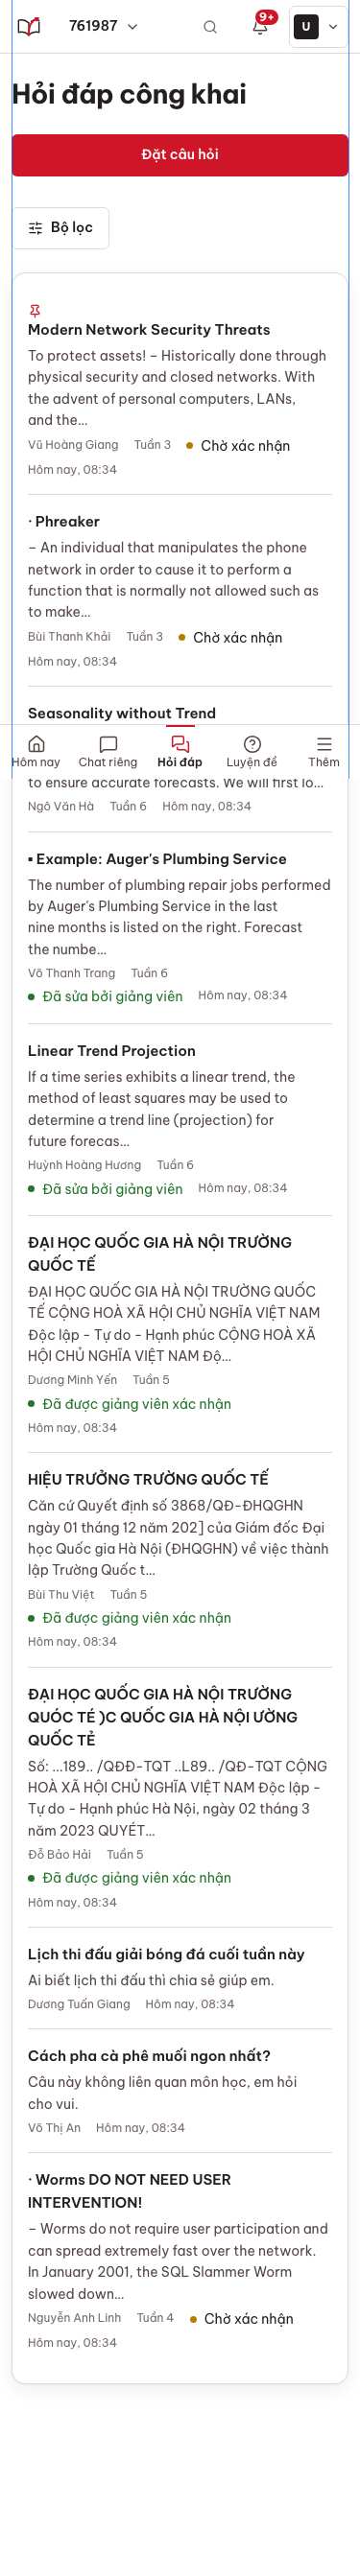 761987
9+
U
Hỏi đáp công khai
Đặt câu hỏi
Bộ lọc
Modern Network Security Threats
To protect assets! – Historically done through
physical security and closed networks. With
the advent of personal computers, LANs,
and the…
Vũ Hoàng Giang Tuần 3 Chờ xác nhận
Hôm nay, 08:34
· Phreaker
– An individual that manipulates the phone
network in order to cause it to perform a
function that is normally not allowed such as
to make…
Bùi Thanh Khải Tuần 3 Chờ xác nhận
Hôm nay, 08:34
Seasonality without Trend
Hôm nay Chat riêng Hỏi đáp Luyện đề Thêm
to ensure accurate forecasts. We will first lo…
Ngô Văn Hà Tuần 6 Hôm nay, 08:34
▪ Example: Auger's Plumbing Service
The number of plumbing repair jobs performed
by Auger's Plumbing Service in the last
nine months is listed on the right. Forecast
the numbe…
Võ Thanh Trang Tuần 6
Đã sửa bởi giảng viên Hôm nay, 08:34
Linear Trend Projection
If a time series exhibits a linear trend, the
method of least squares may be used to
determine a trend line (projection) for
future forecas…
Huỳnh Hoàng Hương Tuần 6
Đã sửa bởi giảng viên Hôm nay, 08:34
ĐẠI HỌC QUỐC GIA HÀ NỘI TRƯỜNG
QUỐC TẾ
ĐẠI HỌC QUỐC GIA HÀ NỘI TRƯỜNG QUỐC
TẾ CỘNG HOÀ XÃ HỘI CHỦ NGHĨA VIỆT NAM
Độc lập - Tự do - Hạnh phúc CỘNG HOÀ XÃ
HỘI CHỦ NGHĨA VIỆT NAM Độ…
Dương Minh Yến Tuần 5
Đã được giảng viên xác nhận
Hôm nay, 08:34
HIỆU TRƯỞNG TRƯỜNG QUỐC TẾ
Căn cứ Quyết định số 3868/QĐ-ĐHQGHN
ngày 01 tháng 12 năm 202] của Giám đốc Đại
học Quốc gia Hà Nội (ĐHQGHN) về việc thành
lập Trường Quốc t…
Bùi Thu Việt Tuần 5
Đã được giảng viên xác nhận
Hôm nay, 08:34
ĐẠI HỌC QUỐC GIA HÀ NỘI TRƯỜNG
QUÓC TÉ )C QUỐC GIA HÀ NỘI ƯỜNG
QUỐC TẺ
Số: ...189.. /QĐĐ-TQT ..L89.. /QĐ-TQT CỘNG
HOÀ XÃ HỘI CHỦ NGHĨA VIỆT NAM Độc lập -
Tự do - Hạnh phúc Hà Nội, ngày 02 tháng 3
năm 2023 QUYÉT…
Đỗ Bảo Hải Tuần 5
Đã được giảng viên xác nhận
Hôm nay, 08:34
Lịch thi đấu giải bóng đá cuối tuần này
Ai biết lịch thi đấu thì chia sẻ giúp em.
Dương Tuấn Giang Hôm nay, 08:34
Cách pha cà phê muối ngon nhất?
Câu này không liên quan môn học, em hỏi
cho vui.
Võ Thị An Hôm nay, 08:34
· Worms DO NOT NEED USER
INTERVENTION!
– Worms do not require user participation and
can spread extremely fast over the network.
In January 2001, the SQL Slammer Worm
slowed down…
Nguyễn Anh Linh Tuần 4 Chờ xác nhận
Hôm nay, 08:34